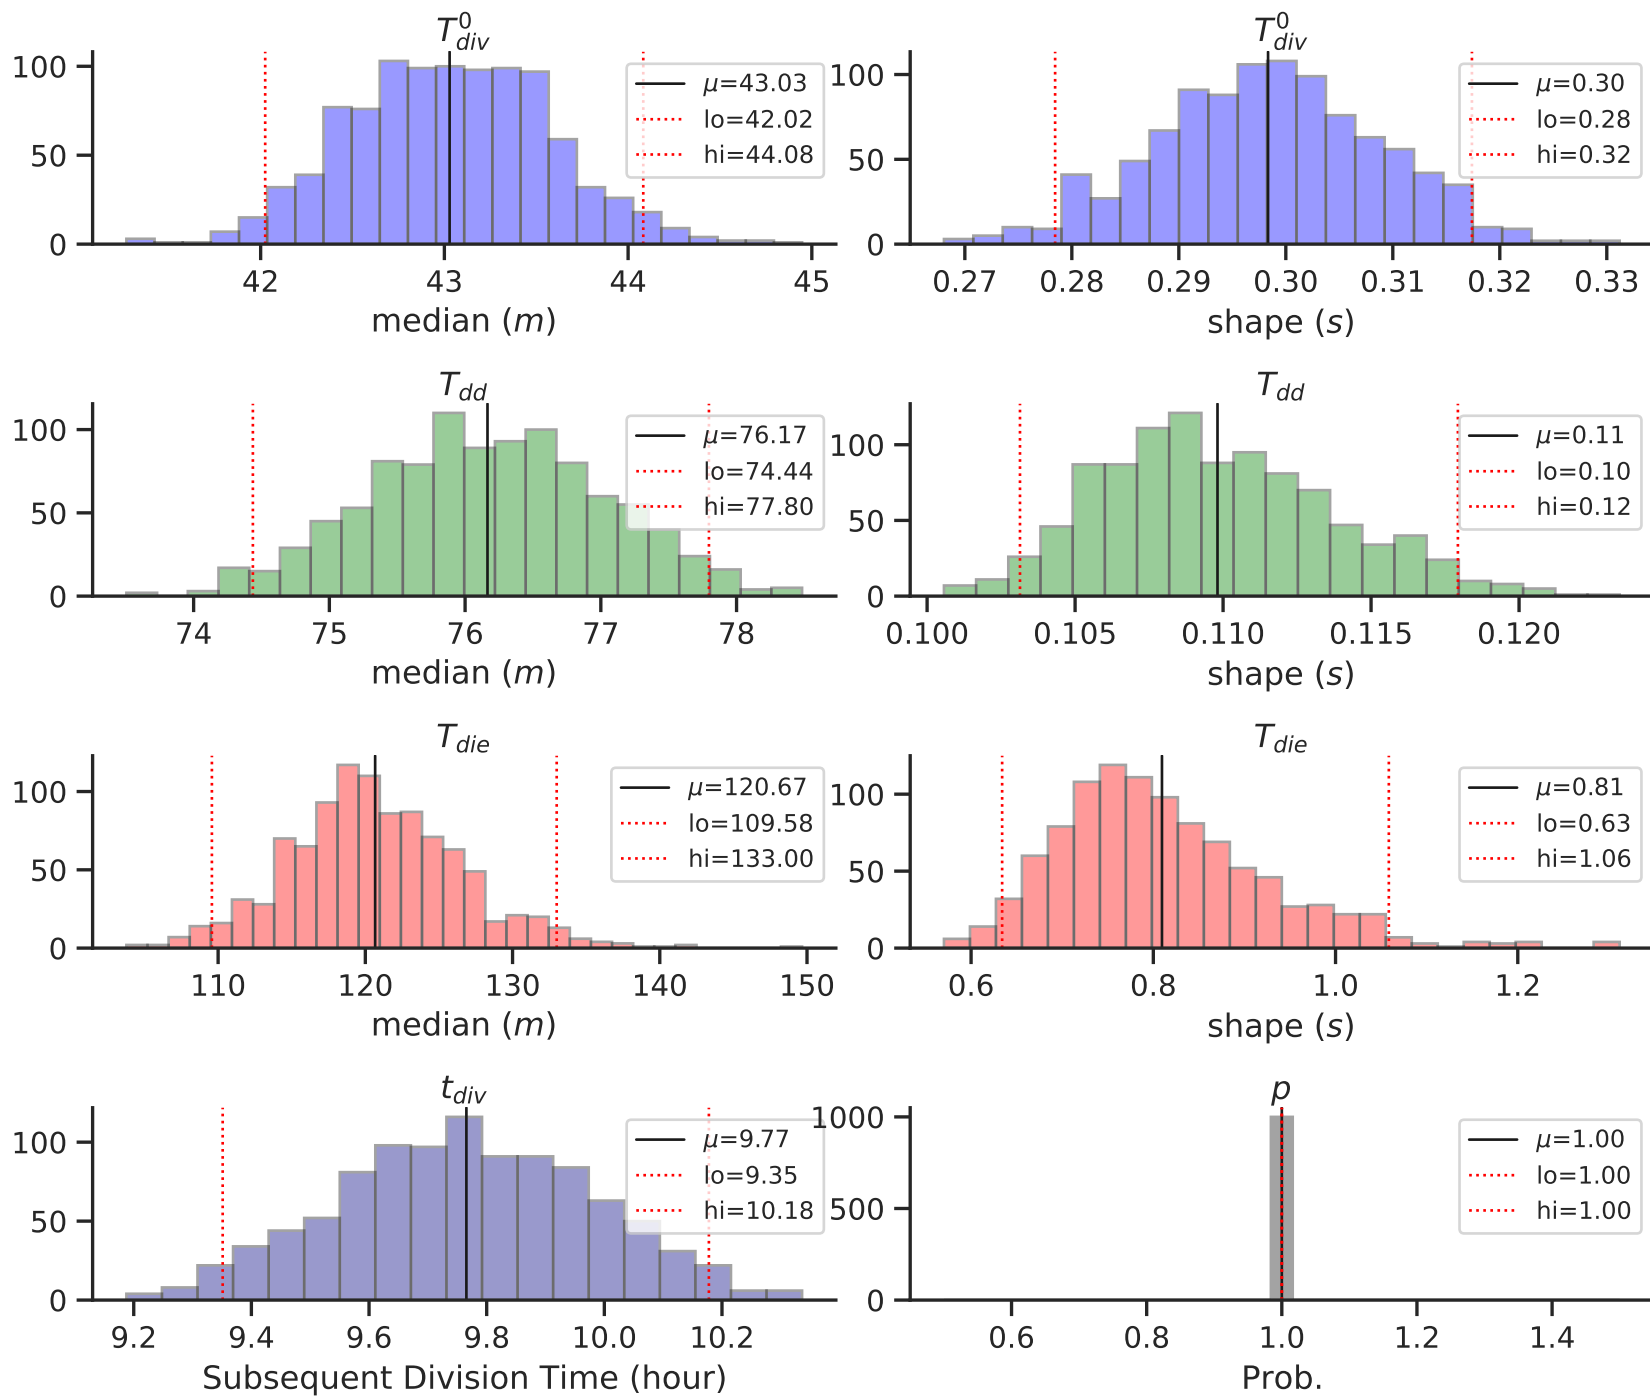 T⁰div
100
50
0
42 43 44 45
median (m)
μ=43.03
lo=42.02
hi=44.08
T⁰div
100
50
0
0.27 0.28 0.29 0.30 0.31 0.32 0.33
shape (s)
μ=0.30
lo=0.28
hi=0.32
Tdd
100
50
0
74 75 76 77 78
median (m)
μ=76.17
lo=74.44
hi=77.80
Tdd
100
50
0
0.100 0.105 0.110 0.115 0.120
shape (s)
μ=0.11
lo=0.10
hi=0.12
Tdie
100
50
0
110 120 130 140 150
median (m)
μ=120.67
lo=109.58
hi=133.00
Tdie
100
50
0
0.6 0.8 1.0 1.2
shape (s)
μ=0.81
lo=0.63
hi=1.06
tdiv
100
50
0
9.2 9.4 9.6 9.8 10.0 10.2
Subsequent Division Time (hour)
μ=9.77
lo=9.35
hi=10.18
p
1000
500
0
0.6 0.8 1.0 1.2 1.4
Prob.
μ=1.00
lo=1.00
hi=1.00